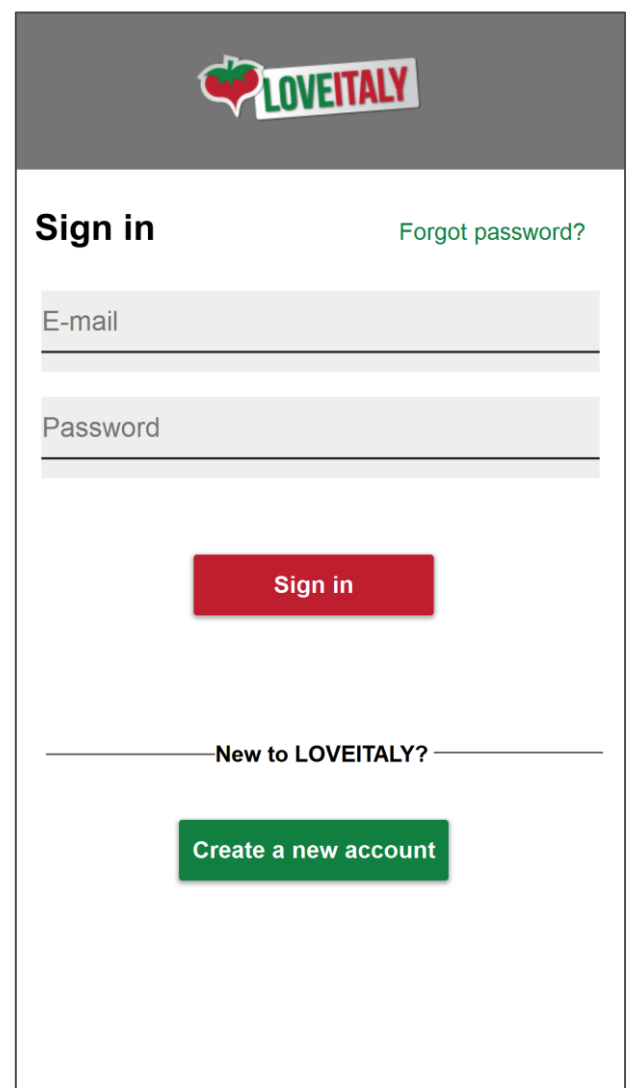 LOVEITALY
Sign in
Forgot password?
E-mail
Password
Sign in
New to LOVEITALY?
Create a new account